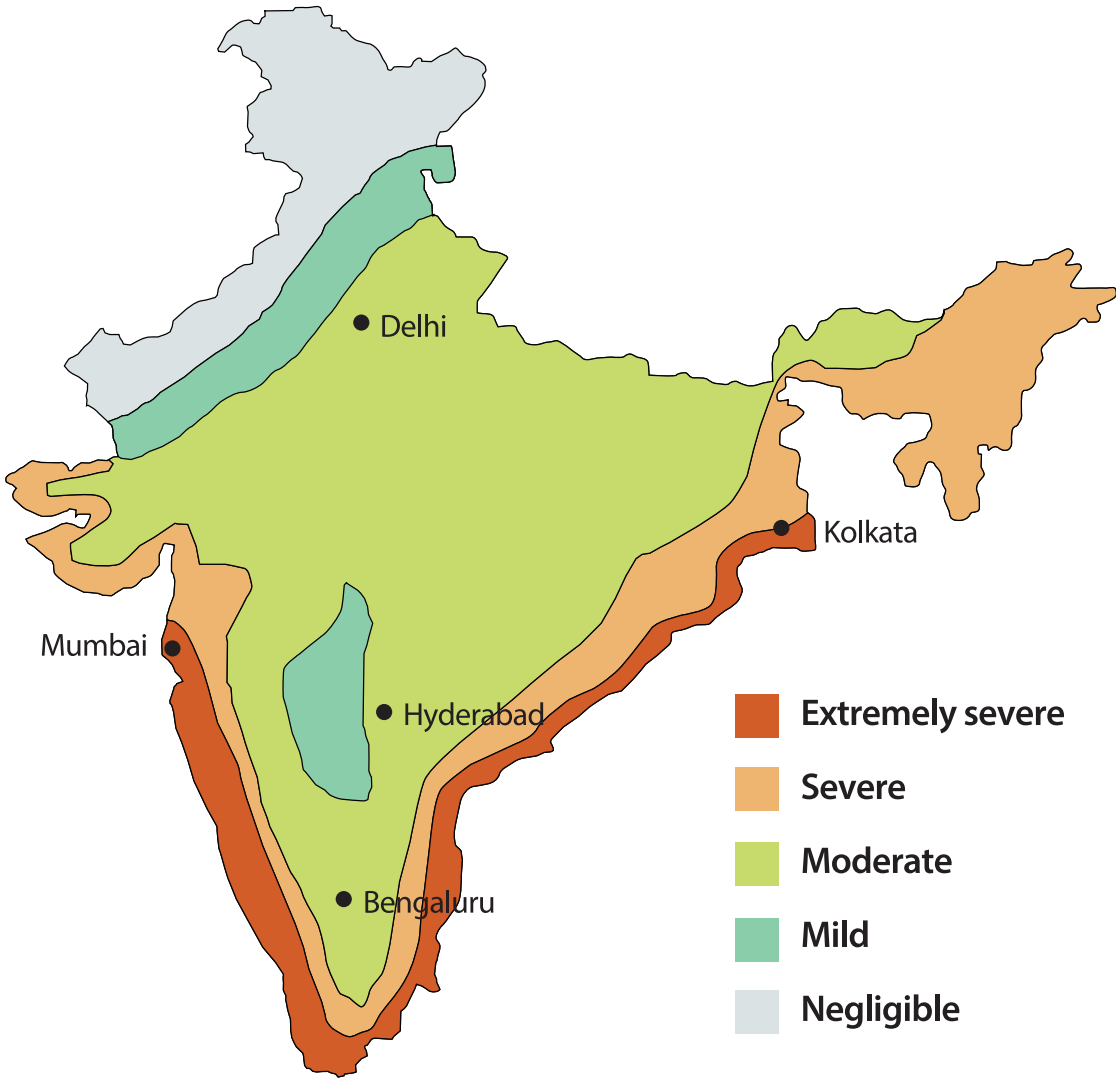 Delhi
Kolkata
Mumbai
Hyderabad
Bengaluru
Extremely severe
Severe
Moderate
Mild
Negligible